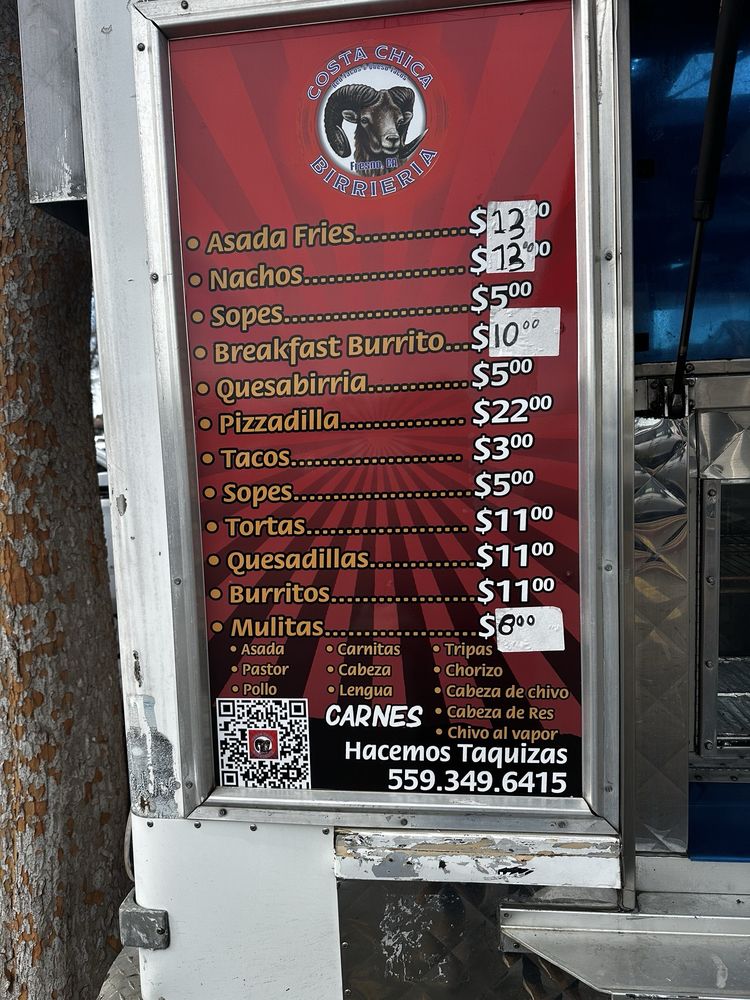 COSTA CHICA
Fresno, CA
BIRRIERIA
• Asada Fries..............$13.00
• Nachos......................$13.00
• Sopes.........................$5.00
• Breakfast Burrito...$10.00
• Quesabirria..............$5.00
• Pizzadilla..................$22.00
• Tacos........................$3.00
• Sopes.........................$5.00
• Tortas......................$11.00
• Quesadillas..............$11.00
• Burritos...................$11.00
• Mulitas....................$8.00
• Asada • Carnitas • Tripas
• Pastor • Cabeza • Chorizo
• Pollo • Lengua • Cabeza de chivo
CARNES • Cabeza de Res
• Chivo al vapor
Hacemos Taquizas
559.349.6415